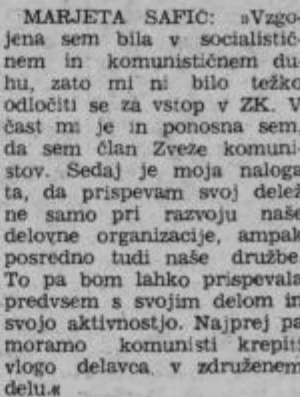 MARJETA SAFIĆ: »Vzgo-
jena sem bila v socialistič-
nem in komunističnem du-
hu, zato mi ni bilo težko
odločiti se za vstop v ZK. V
čast mi je in ponosna sem,
da sem član Zveze komuni-
stov. Sedaj je moja naloga
ta, da prispevam svoj delež
ne samo pri razvoju naše
delovne organizacije, ampak
posredno tudi naše družbe.
To pa bom lahko prispevala
predvsem s svojim delom in
svojo aktivnostjo. Najprej pa
moramo komunisti krepiti
vlogo delavca v združenem
delu.«